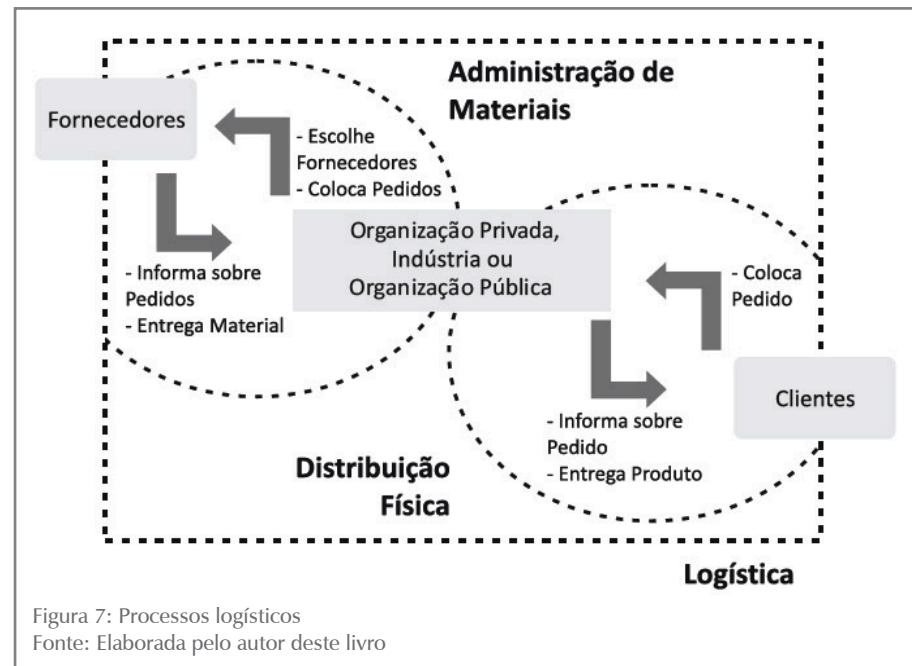 Administração de
Materiais
Fornecedores
- Escolhe
Fornecedores
- Coloca Pedidos
Organização Privada,
Indústria ou
Organização Pública
- Informa sobre
Pedidos
- Entrega Material
- Coloca
Pedido
Clientes
- Informa sobre
Pedido
- Entrega Produto
Distribuição
Física
Logística
Figura 7: Processos logísticos
Fonte: Elaborada pelo autor deste livro